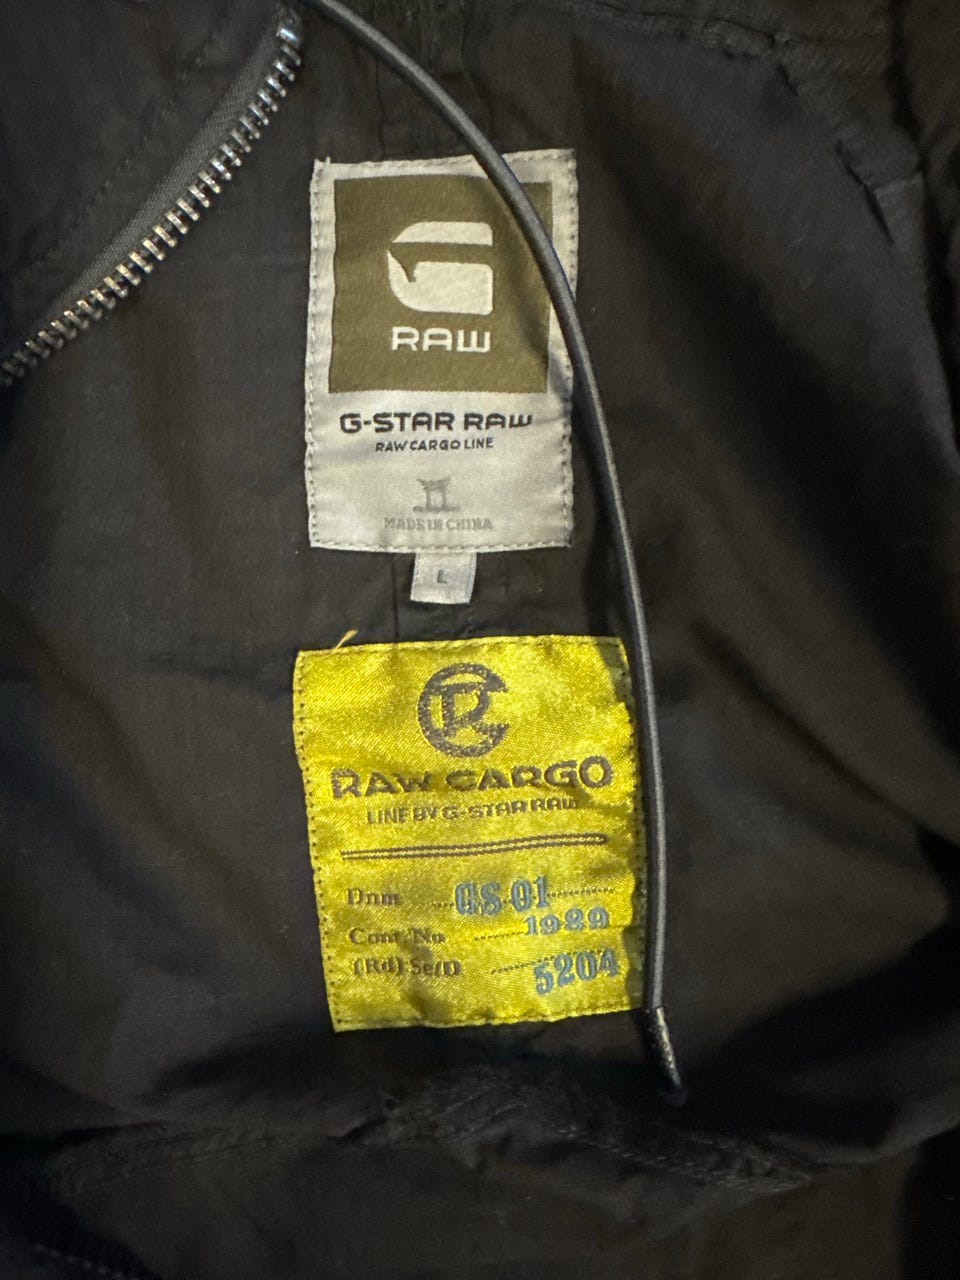 G
RAW
G-STAR RAW
RAW CARGO LINE
MADE IN CHINA
L
RAW CARGO
LINE BY G-STAR RAW
Dnm GS-01
Cont. No 1989
(Rd) Se/D 5204